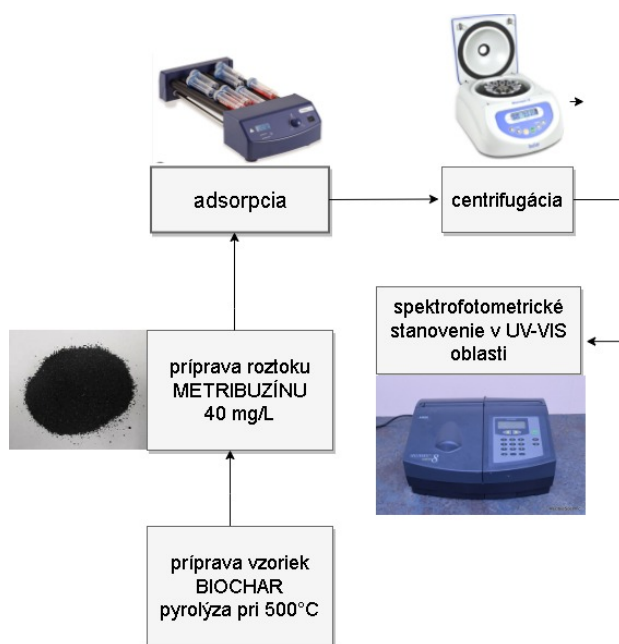 adsorpcia
centrifugácia
spektrofotometrické
stanovenie v UV-VIS
oblasti
príprava roztoku
METRIBUZÍNU
40 mg/L
príprava vzoriek
BIOCHAR
pyrolýza pri 500°C